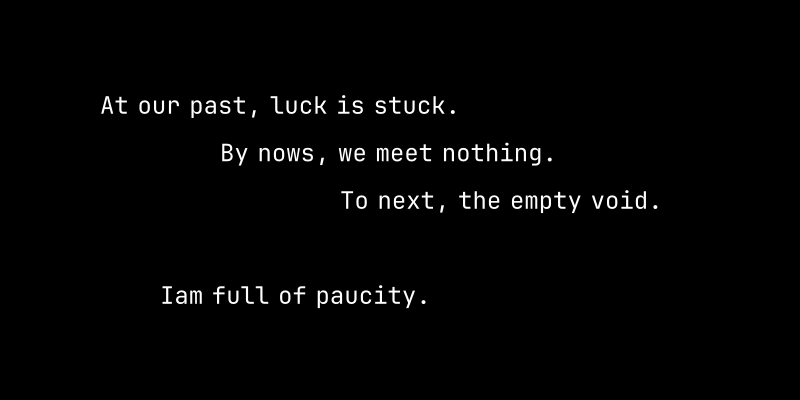 At our past, luck is stuck.
By nows, we meet nothing.
To next, the empty void.
Iam full of paucity.